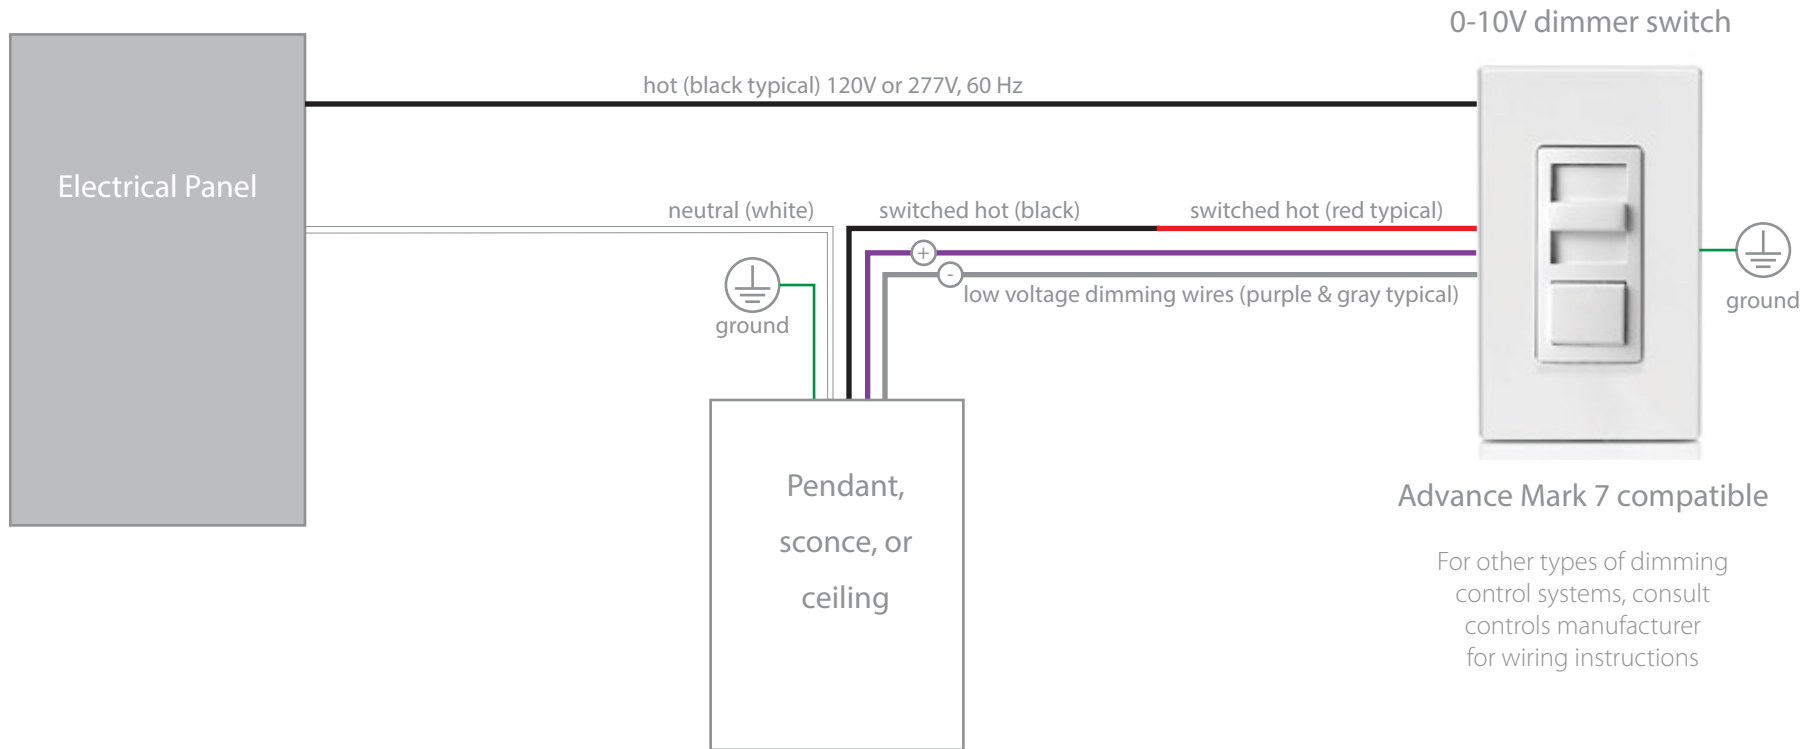 0-10V dimmer switch
hot (black typical) 120V or 277V, 60 Hz
Electrical Panel
neutral (white)
switched hot (black)
switched hot (red typical)
+
-
low voltage dimming wires (purple & gray typical)
ground
ground
Pendant,
sconce, or
ceiling
Advance Mark 7 compatible
For other types of dimming
control systems, consult
controls manufacturer
for wiring instructions